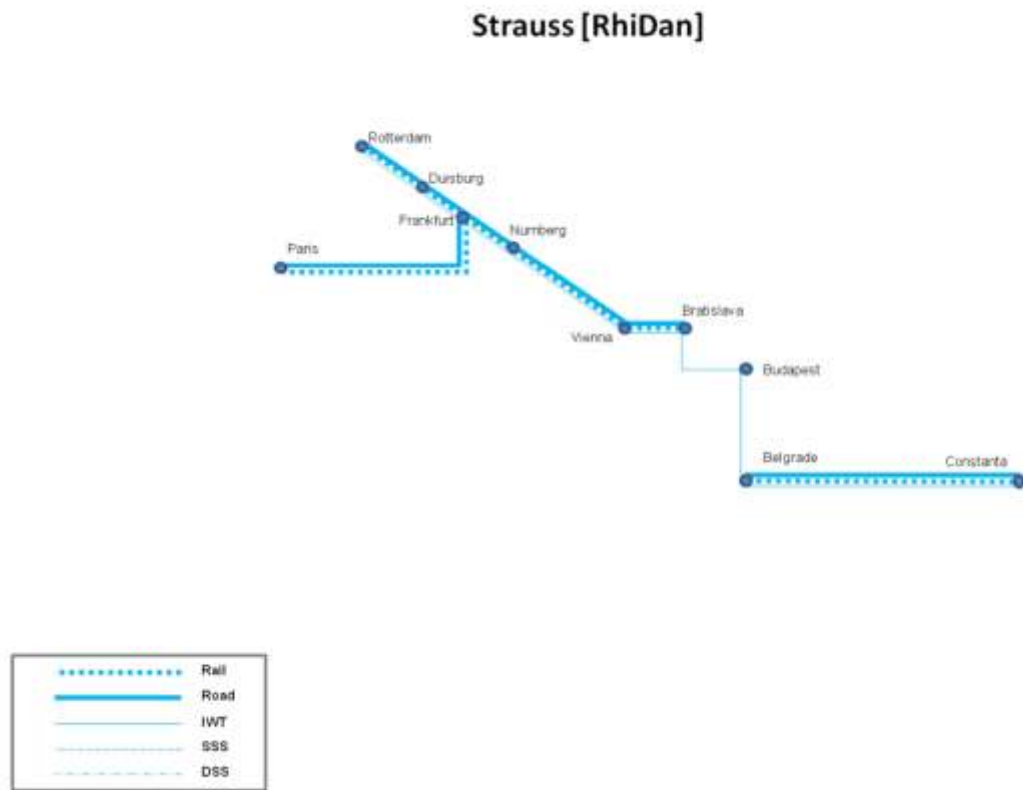 Strauss [RhiDan]
Rotterdam
Duisburg
Frankfurt
Nurnberg
Paris
Bratislava
Vienna
Budapest
Belgrade
Constanta
Rail
Road
IWT
SSS
DSS